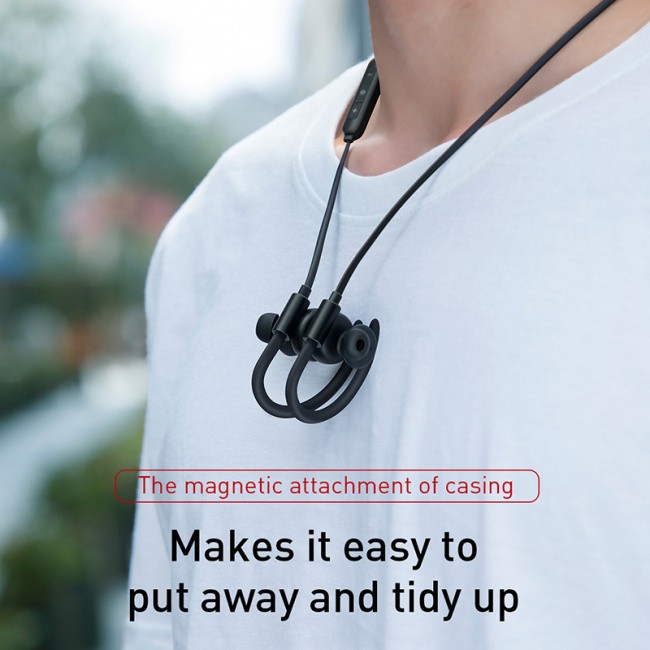 The magnetic attachment of casing
Makes it easy to
put away and tidy up